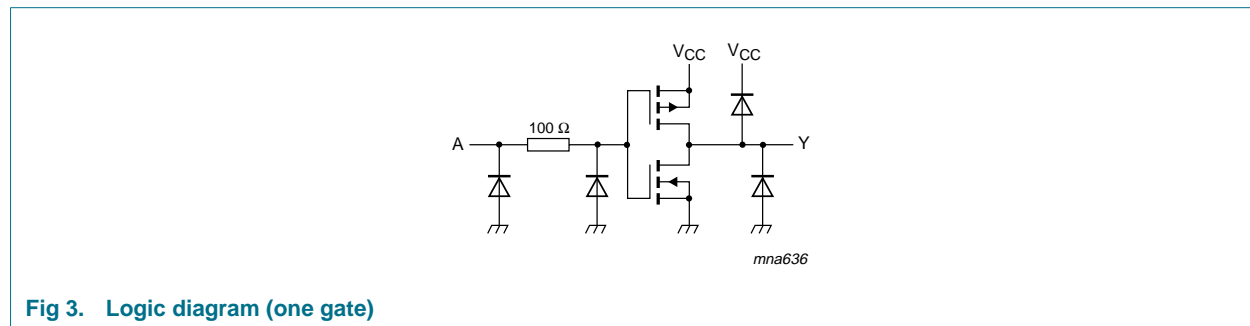 VCC VCC
100 Ω
A Y
mna636
Fig 3. Logic diagram (one gate)